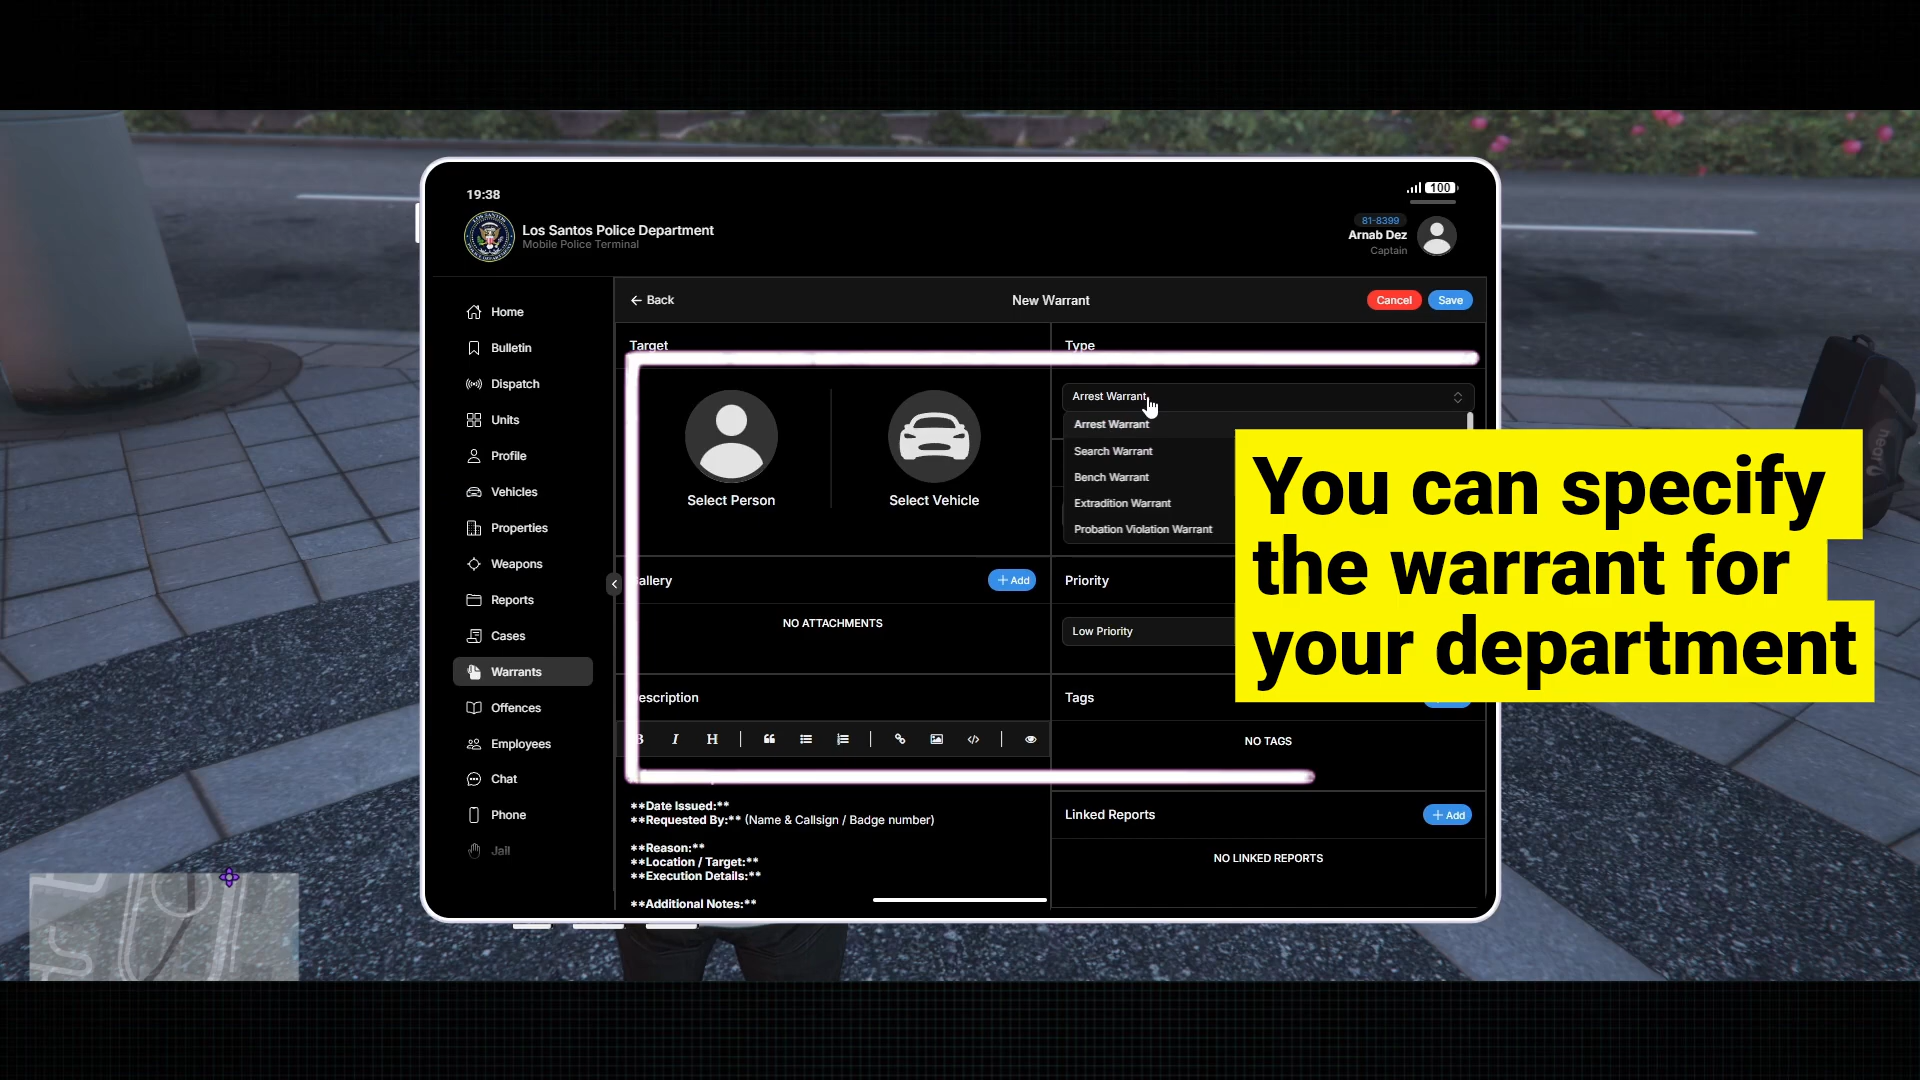 19:38
100
Los Santos Police Department
Mobile Police Terminal
81-8399
Arnab Dez
Captain
Home
Bulletin
Dispatch
Units
Profile
Vehicles
Properties
Weapons
Reports
Cases
Warrants
Offences
Employees
Chat
Phone
Jail
Back
New Warrant
Cancel
Save
Target
Select Person
Select Vehicle
Type
Arrest Warrant
Arrest Warrant
Search Warrant
Bench Warrant
Extradition Warrant
Probation Violation Warrant
allery
+ Add
NO ATTACHMENTS
Priority
Low Priority
escription
B I H
Tags
NO TAGS
**Date Issued:**
**Requested By:** (Name & Callsign / Badge number)
**Reason:**
**Location / Target:**
**Execution Details:**
**Additional Notes:**
Linked Reports
+ Add
NO LINKED REPORTS
You can specify
the warrant for
your department